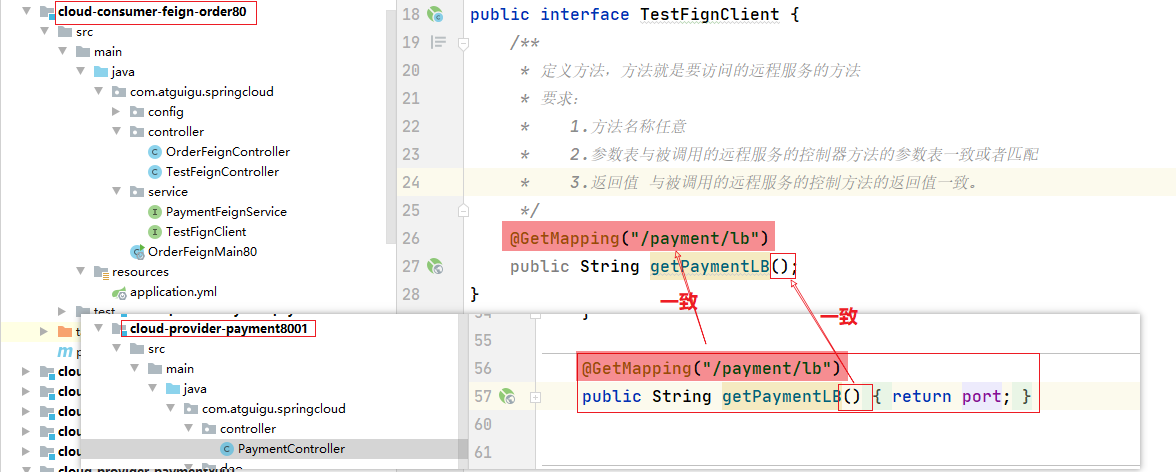 cloud-consumer-feign-order80
src
main
java
com.atguigu.springcloud
config
controller
OrderFeignController
TestFeignController
service
PaymentFeignService
TestFignClient
OrderFeignMain80
resources
application.yml
test
18 public interface TestFignClient {
19 /**
20 * 定义方法，方法就是要访问的远程服务的方法
21 * 要求：
22 * 1.方法名称任意
23 * 2.参数表与被调用的远程服务的控制器方法的参数表一致或者匹配
24 * 3.返回值 与被调用的远程服务的控制方法的返回值一致。
25 */
26 @GetMapping("/payment/lb")
27 public String getPaymentLB();
28 }
一致
一致
cloud-provider-payment8001
src
main
java
com.atguigu.springcloud
controller
PaymentController
54 }
55
56 @GetMapping("/payment/lb")
57 public String getPaymentLB() { return port; }
60
61
m
clou
clou
clou
clou
clou